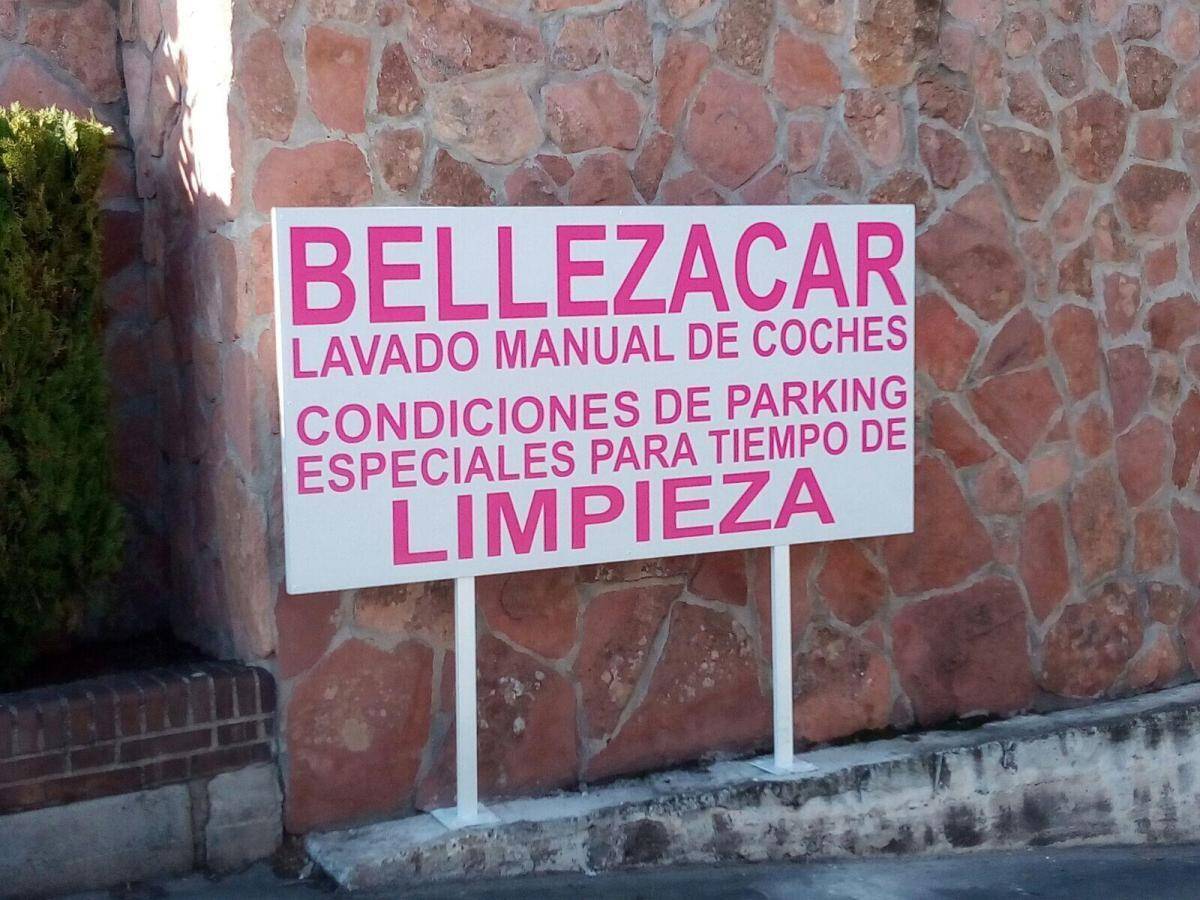 BELLEZACAR
LAVADO MANUAL DE COCHES
CONDICIONES DE PARKING
ESPECIALES PARA TIEMPO DE
LIMPIEZA